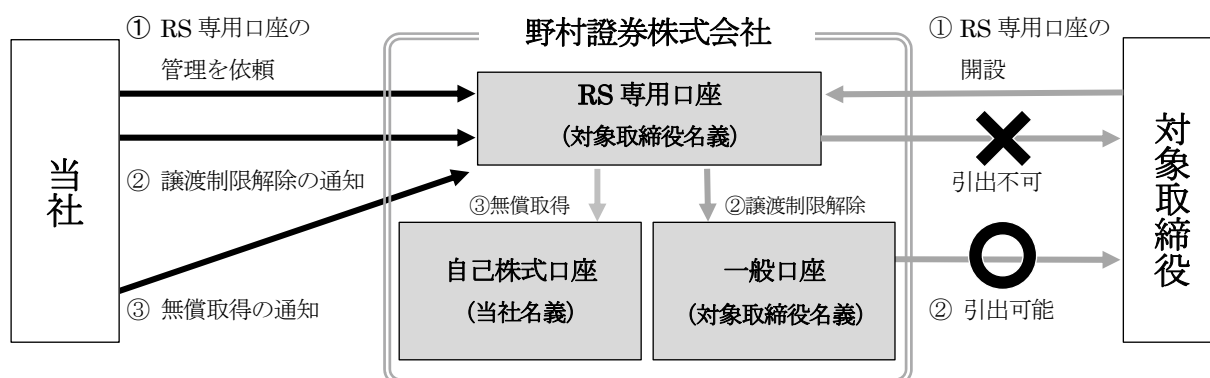 ① RS 専用口座の
管理を依頼
野村證券株式会社
① RS 専用口座の
開設
RS 専用口座
(対象取締役名義)
当社
対象取締役
② 譲渡制限解除の通知
引出不可
③無償取得
②譲渡制限解除
自己株式口座
(当社名義)
一般口座
(対象取締役名義)
③ 無償取得の通知
② 引出可能